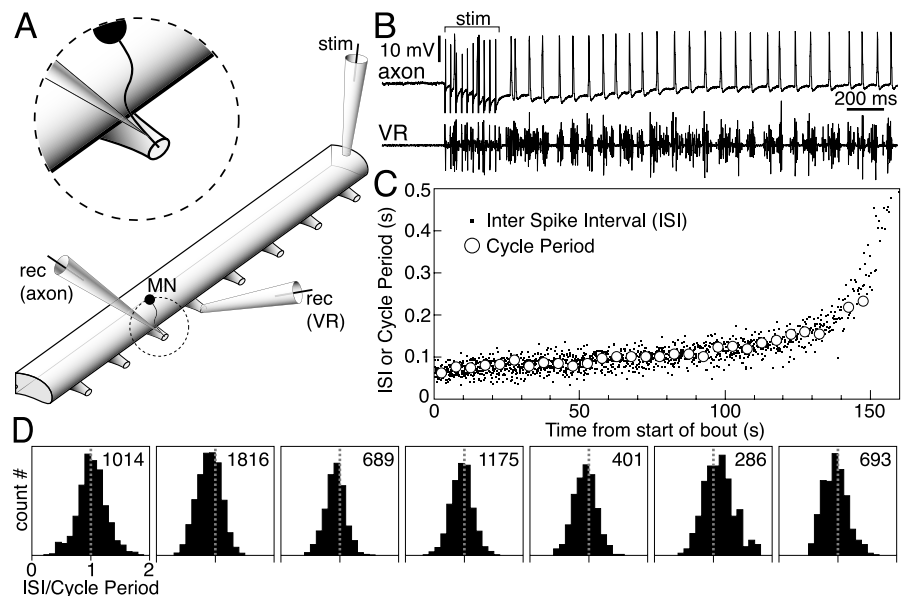 A
stim
rec
(axon)
MN
rec
(VR)
B
stim
10 mV
axon
200 ms
VR
C
0.5
0.4
0.3
0.2
0.1
0
ISI or Cycle Period (s)
Inter Spike Interval (ISI)
Cycle Period
0 50 100 150
Time from start of bout (s)
D
count #
1014 1816 689 1175 401 286 693
0 1 2
ISI/Cycle Period